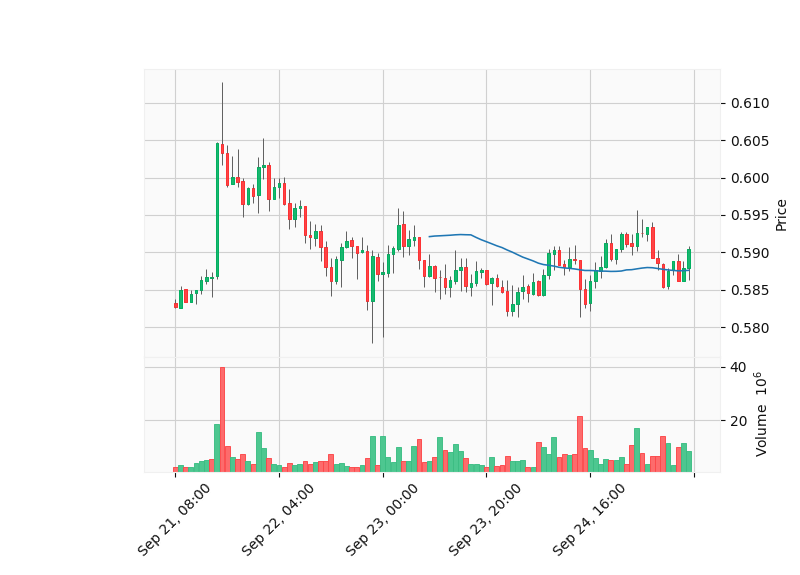 0.610
0.605
0.600
0.595
0.590
0.585
0.580
Price
40
20
Volume 10^6
Sep 21, 08:00
Sep 22, 04:00
Sep 23, 00:00
Sep 23, 20:00
Sep 24, 16:00